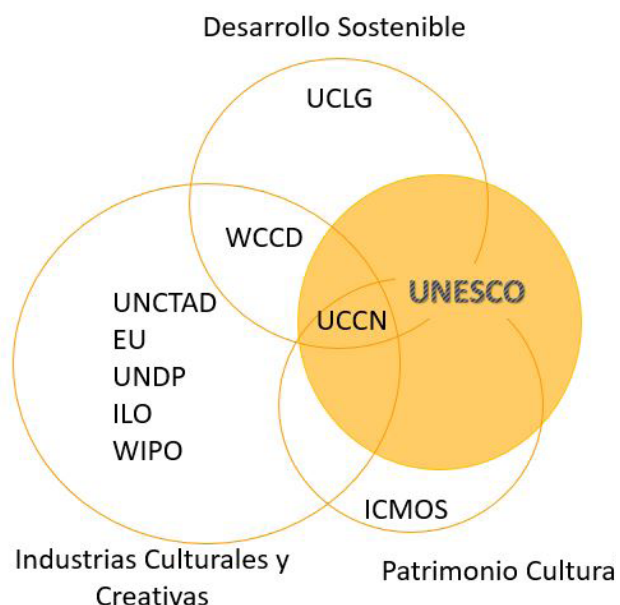 Desarrollo Sostenible
UCLG
WCCD
UNESCO
UCCN
UNCTAD
EU
UNDP
ILO
WIPO
ICMOS
Industrias Culturales y
Creativas
Patrimonio Cultura